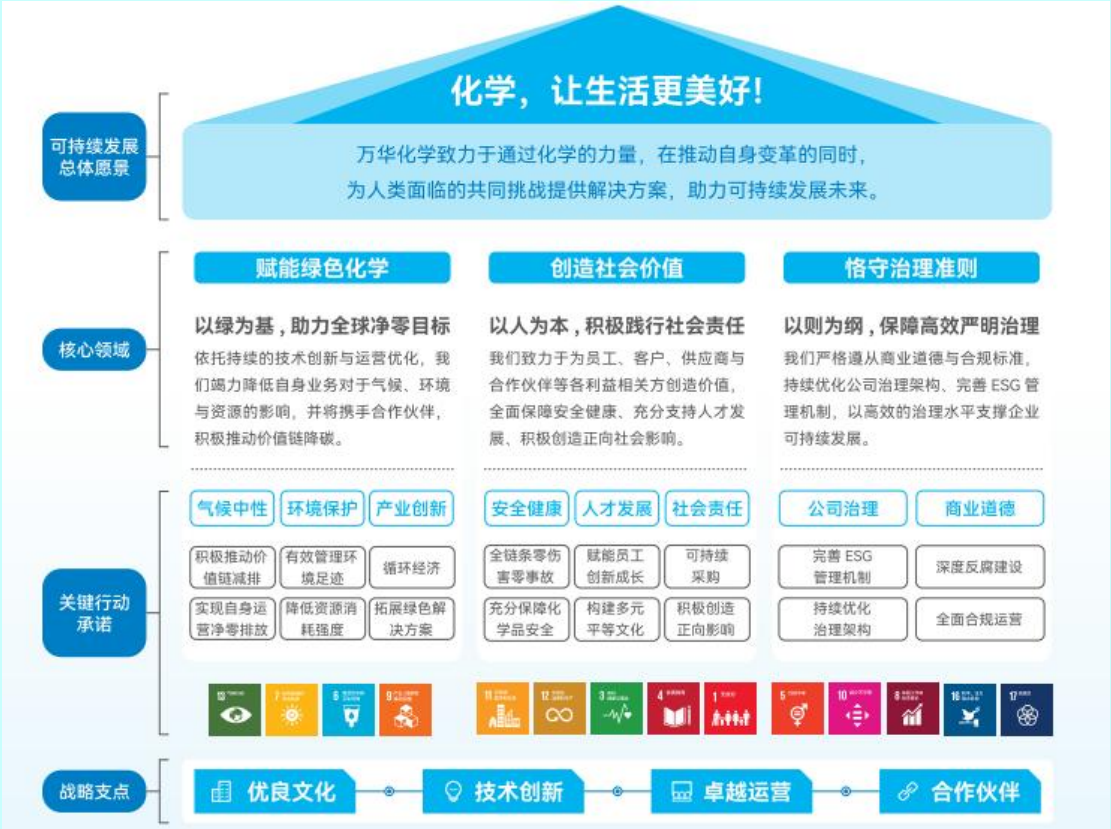 化学，让生活更美好!
可持续发展
总体愿景
万华化学致力于通过化学的力量，在推动自身变革的同时，
为人类面临的共同挑战提供解决方案，助力可持续发展未来。
核心领域
赋能绿色化学
以绿为基 , 助力全球净零目标
依托持续的技术创新与运营优化，我
们竭力降低自身业务对于气候、环境
与资源的影响，并将携手合作伙伴，
积极推动价值链降碳。
创造社会价值
以人为本 , 积极践行社会责任
我们致力于为员工、客户、供应商与
合作伙伴等各利益相关方创造价值，
全面保障安全健康、充分支持人才发
展、积极创造正向社会影响。
恪守治理准则
以则为纲 , 保障高效严明治理
我们严格遵从商业道德与合规标准，
持续优化公司治理架构、完善 ESG 管
理机制，以高效的治理水平支撑企业
可持续发展。
关键行动
承诺
气候中性
积极推动价
值链减排
实现自身运
营净零排放
环境保护
有效管理环
境足迹
降低资源消
耗强度
产业创新
循环经济
拓展绿色解
决方案
安全健康
全链条零伤
害零事故
充分保障化
学品安全
人才发展
赋能员工
创新成长
构建多元
平等文化
社会责任
可持续
采购
积极创造
正向影响
公司治理
完善 ESG
管理机制
持续优化
治理架构
商业道德
深度反腐建设
全面合规运营
7
6
9
11
12
3
4
1
5
10
8
16
17
战略支点
优良文化
技术创新
卓越运营
合作伙伴